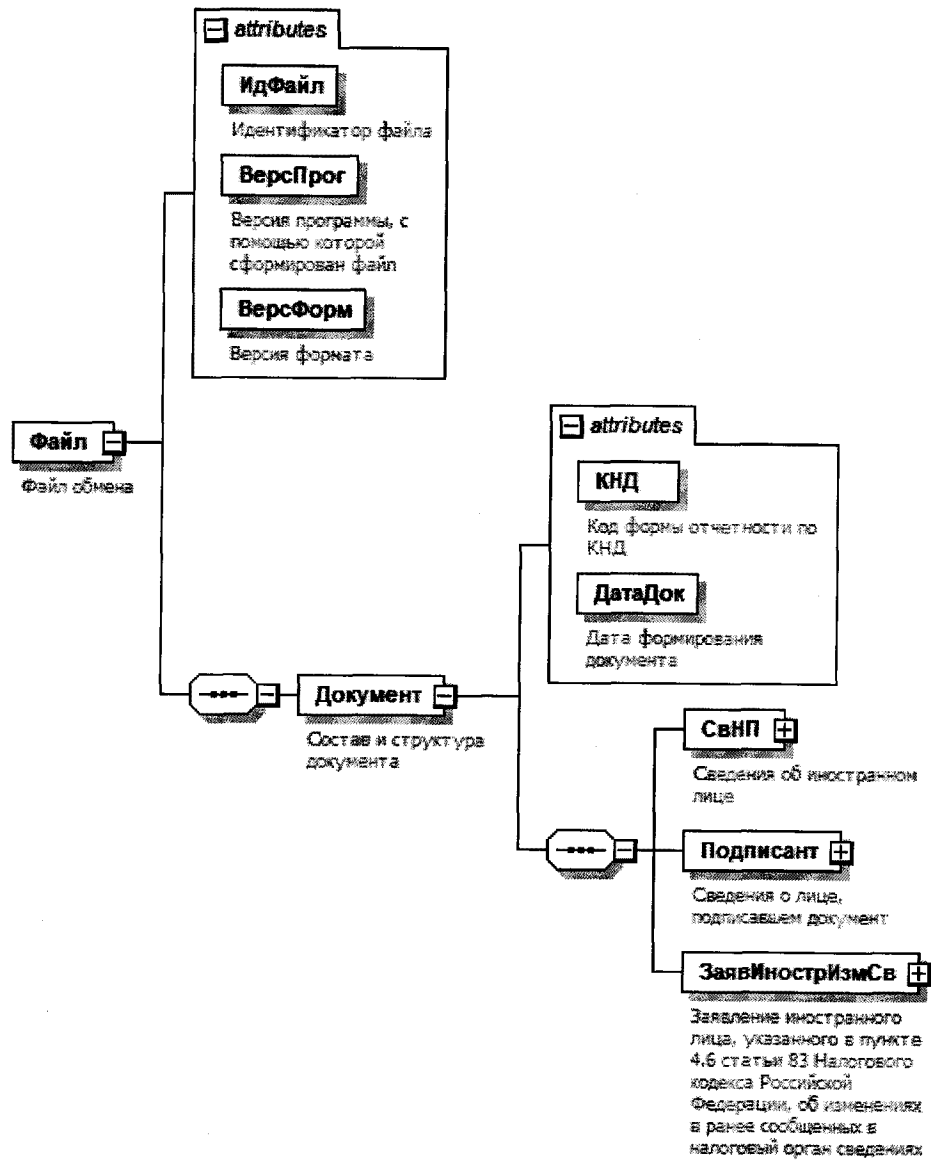 attributes
ИдФайл
Идентификатор файла
ВерсПрог
Версия программы, с
помощью которой
сформирован файл
ВерсФорм
Версия формата
Файл
Файл обмена
attributes
КНД
Код формы отчетности по
КНД
ДатаДок
Дата формирования
документа
Документ
Состав и структура
документа
СвНП
Сведения об иностранном
лице
Подписант
Сведения о лице,
подписавшем документ
ЗаявИнострИзмСв
Заявление иностранного
лица, указанного в пункте
4.6 статьи 83 Налогового
кодекса Российской
Федерации, об изменениях
в ранее сообщенных в
налоговый орган сведениях